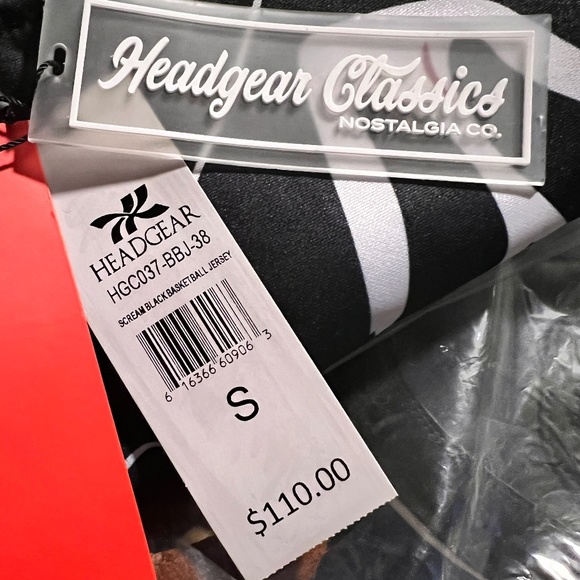 Headgear Classics
NOSTALGIA CO.
HEADGEAR
HGC037-BBJ-38
SCREAM BLACK BASKETBALL JERSEY
6 16366 60906 3
S
$110.00